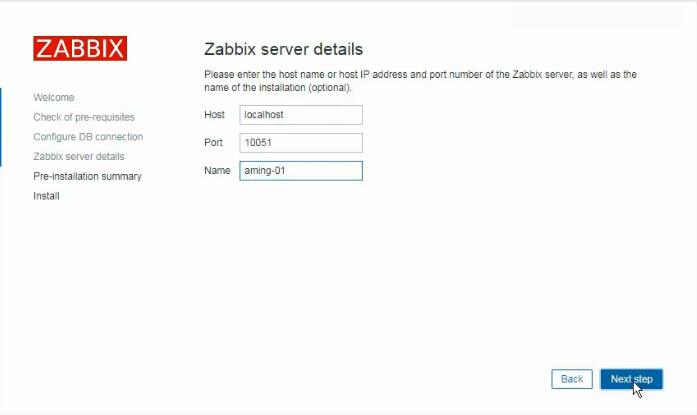 ZABBIX
Zabbix server details
Please enter the host name or host IP address and port number of the Zabbix server, as well as the
name of the installation (optional).
Welcome
Check of pre-requisites
Configure DB connection
Zabbix server details
Pre-installation summary
Install
Host localhost
Port 10051
Name aming-01
Back Next step